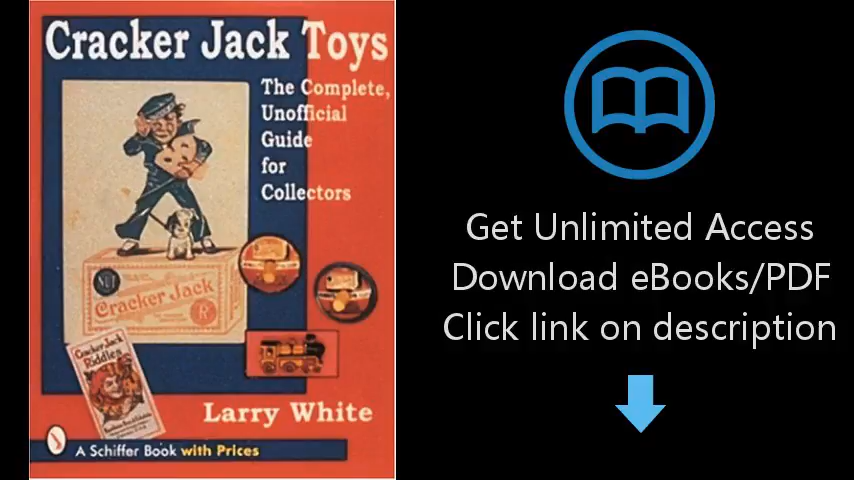 Cracker Jack Toys
The Complete,
Unofficial
Guide
for
Collectors
NUT
Cracker Jack
Cracker Jack
Riddles
Larry White
A Schiffer Book with Prices
Get Unlimited Access
Download eBooks/PDF
Click link on description